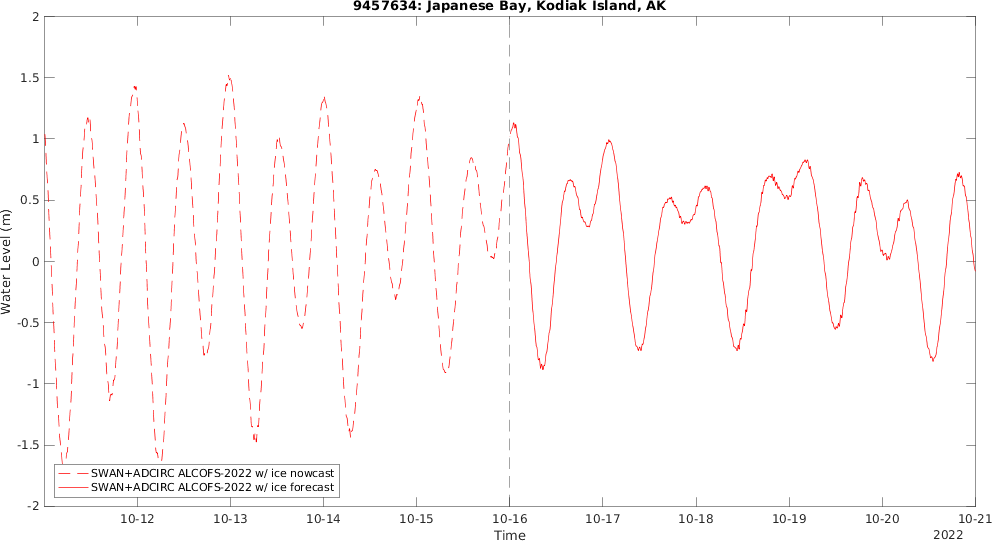 9457634: Japanese Bay, Kodiak Island, AK
2
1.5
1
0.5
0
-0.5
-1
-1.5
-2
Water Level (m)
SWAN+ADCIRC ALCOFS-2022 w/ ice nowcast
SWAN+ADCIRC ALCOFS-2022 w/ ice forecast
10-12 10-13 10-14 10-15 10-16 10-17 10-18 10-19 10-20 10-21
Time
2022